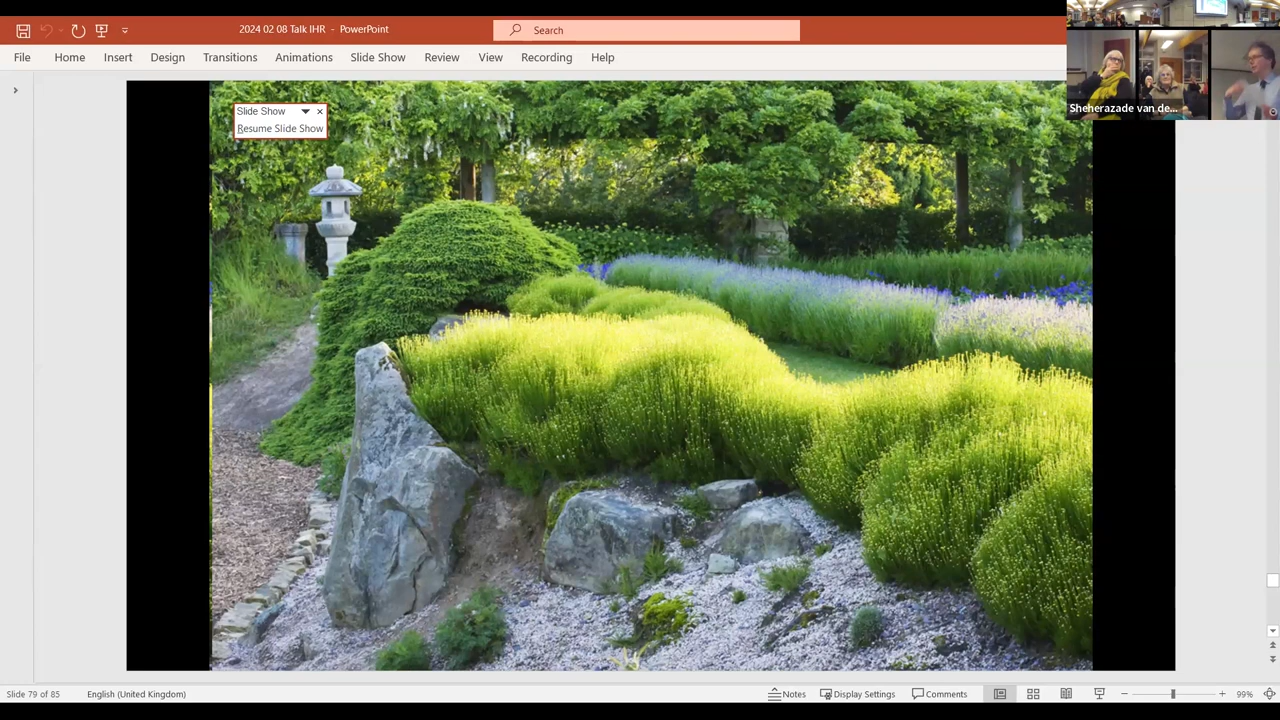 2024 02 08 Talk IHR - PowerPoint
Search
File Home Insert Design Transitions Animations Slide Show Review View Recording Help
Sheherazade van de...
Slide Show
Resume Slide Show
Slide 79 of 85 English (United Kingdom) Notes Display Settings Comments 99%